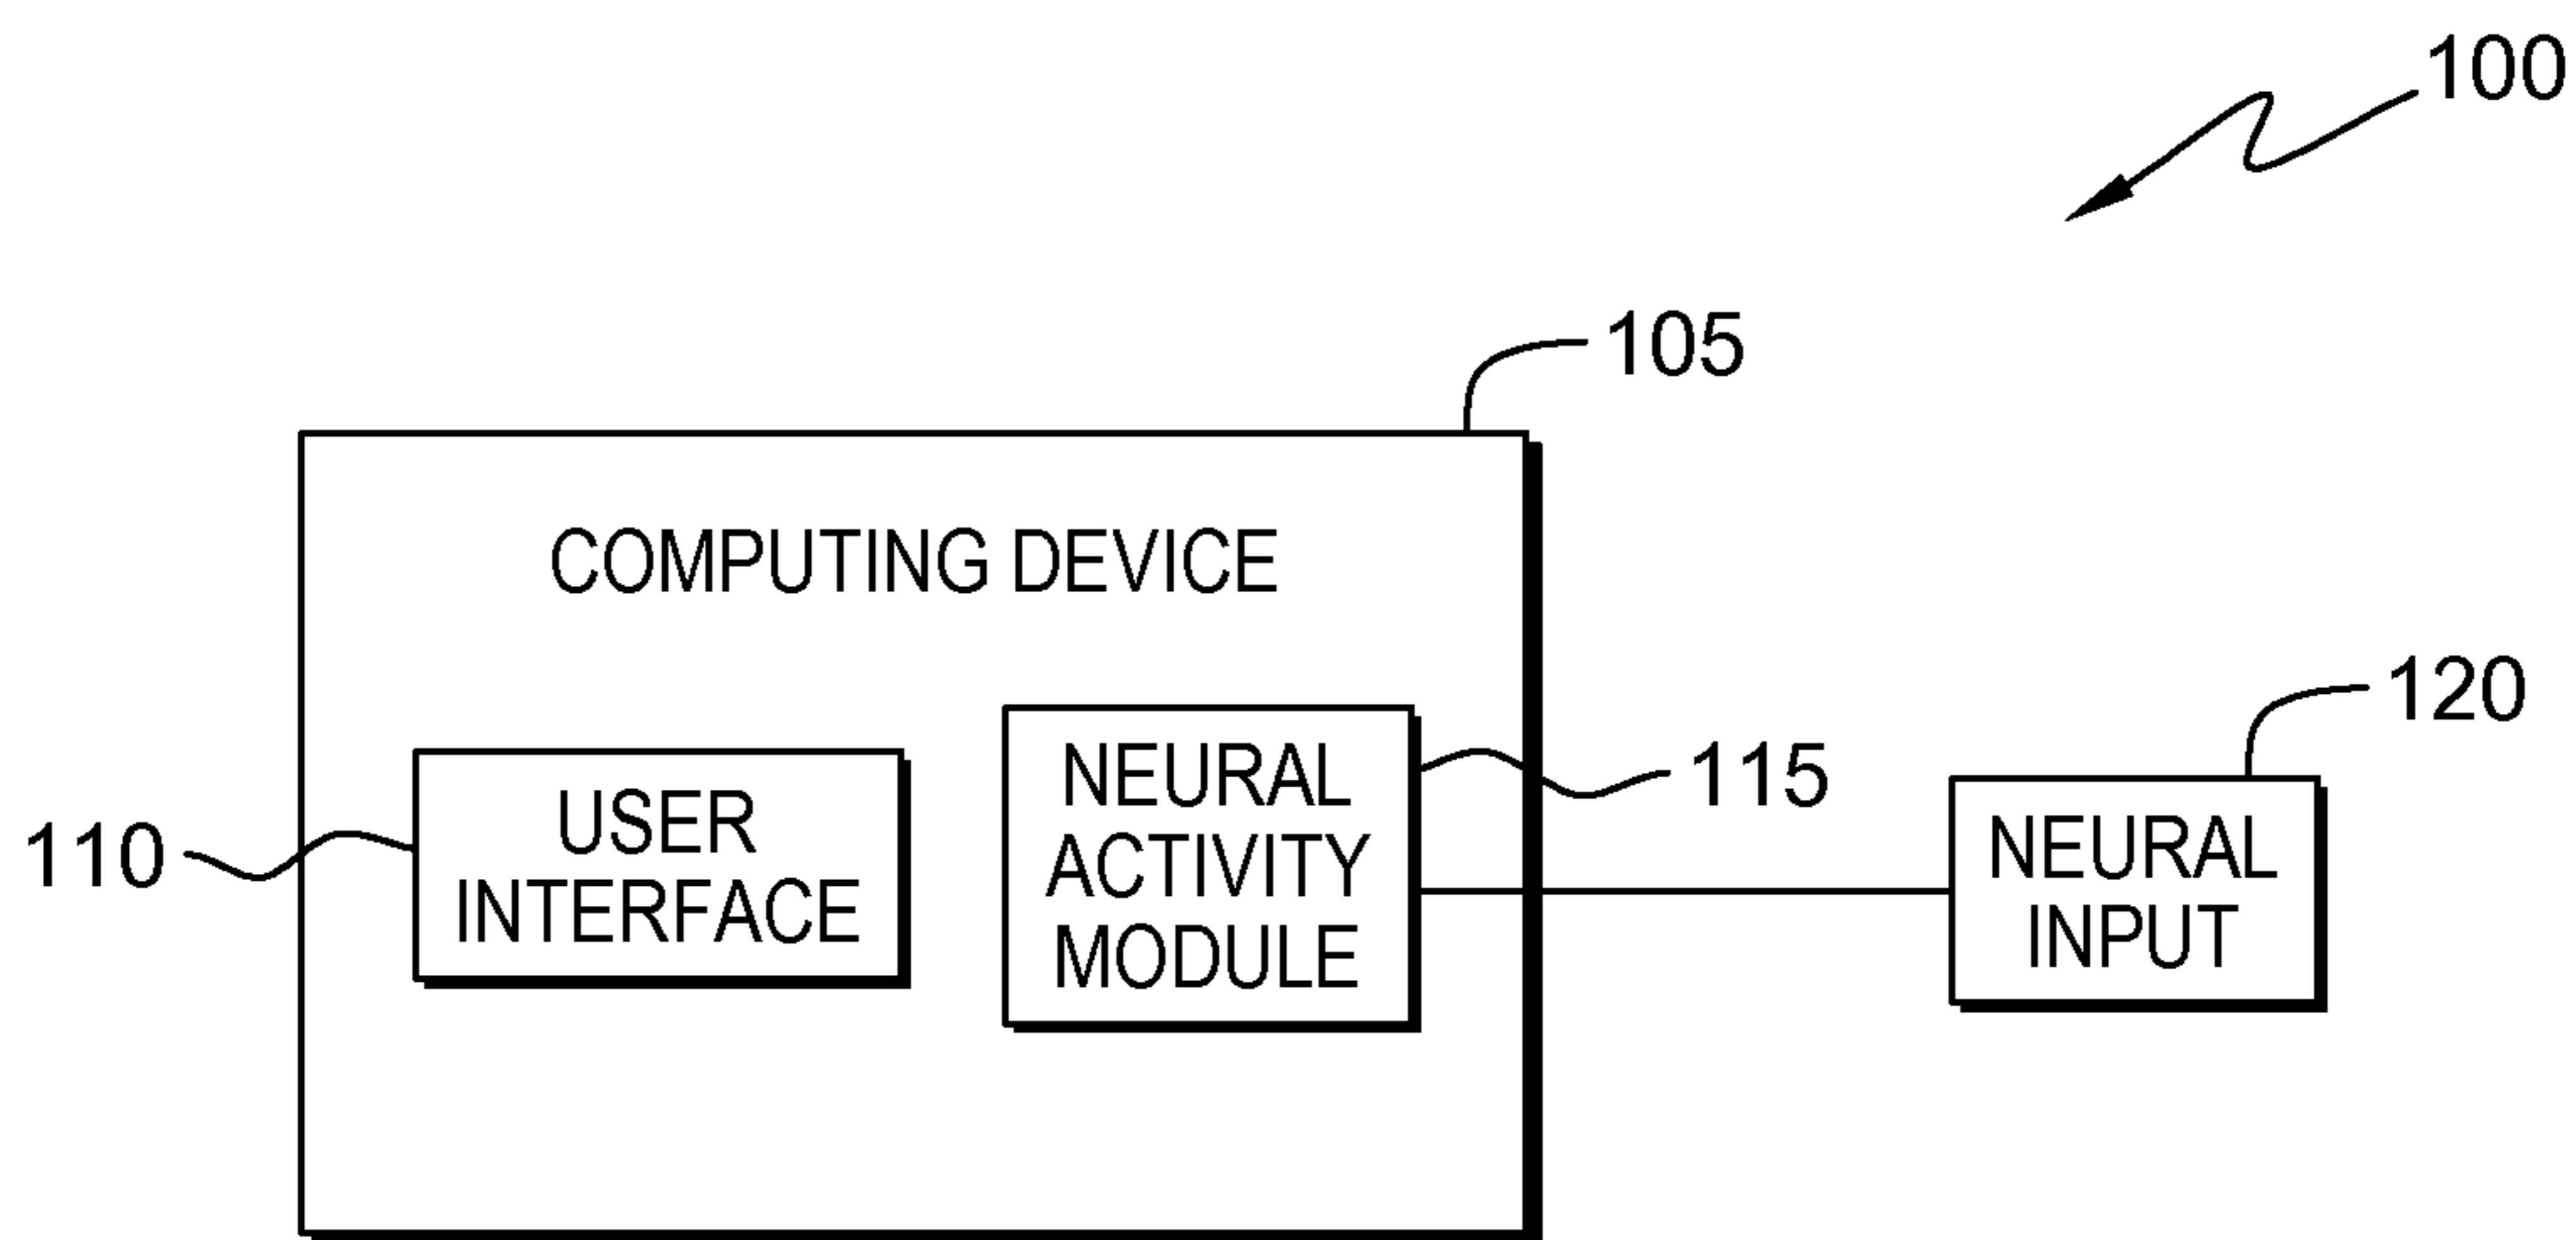 100
105
COMPUTING DEVICE
120
NEURAL
ACTIVITY
MODULE
115
USER
INTERFACE
110
NEURAL
INPUT